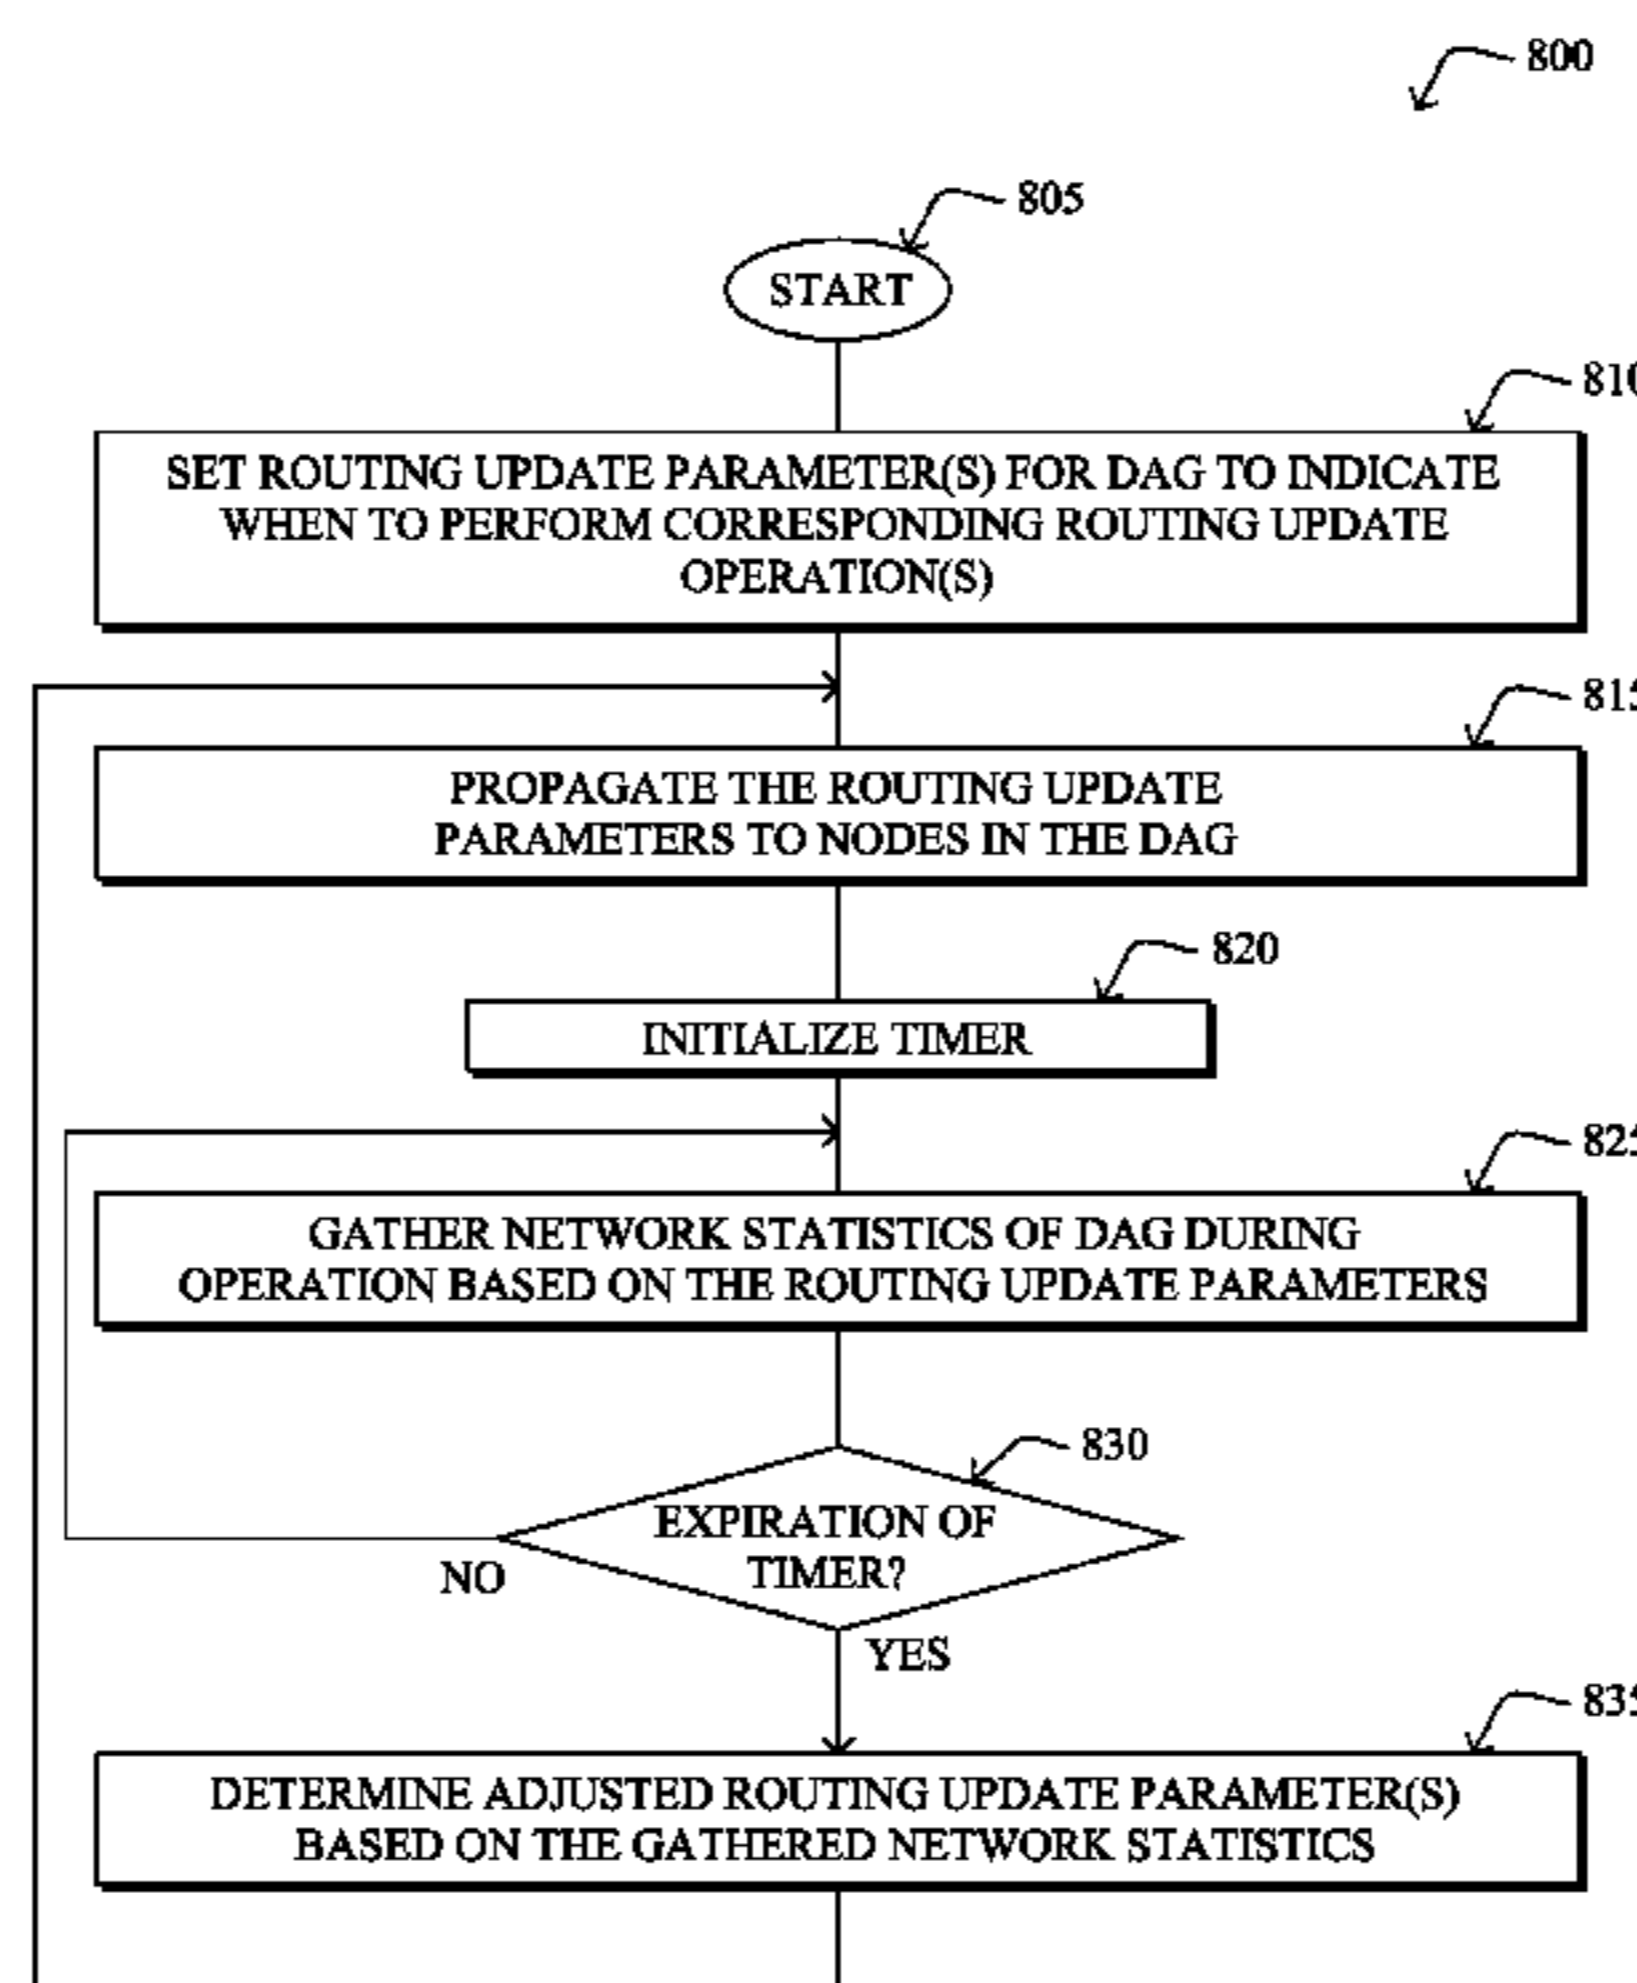 800
805
START
810
SET ROUTING UPDATE PARAMETER(S) FOR DAG TO INDICATE
WHEN TO PERFORM CORRESPONDING ROUTING UPDATE
OPERATION(S)
815
PROPAGATE THE ROUTING UPDATE
PARAMETERS TO NODES IN THE DAG
820
INITIALIZE TIMER
825
GATHER NETWORK STATISTICS OF DAG DURING
OPERATION BASED ON THE ROUTING UPDATE PARAMETERS
830
EXPIRATION OF
TIMER?
NO
YES
835
DETERMINE ADJUSTED ROUTING UPDATE PARAMETER(S)
BASED ON THE GATHERED NETWORK STATISTICS